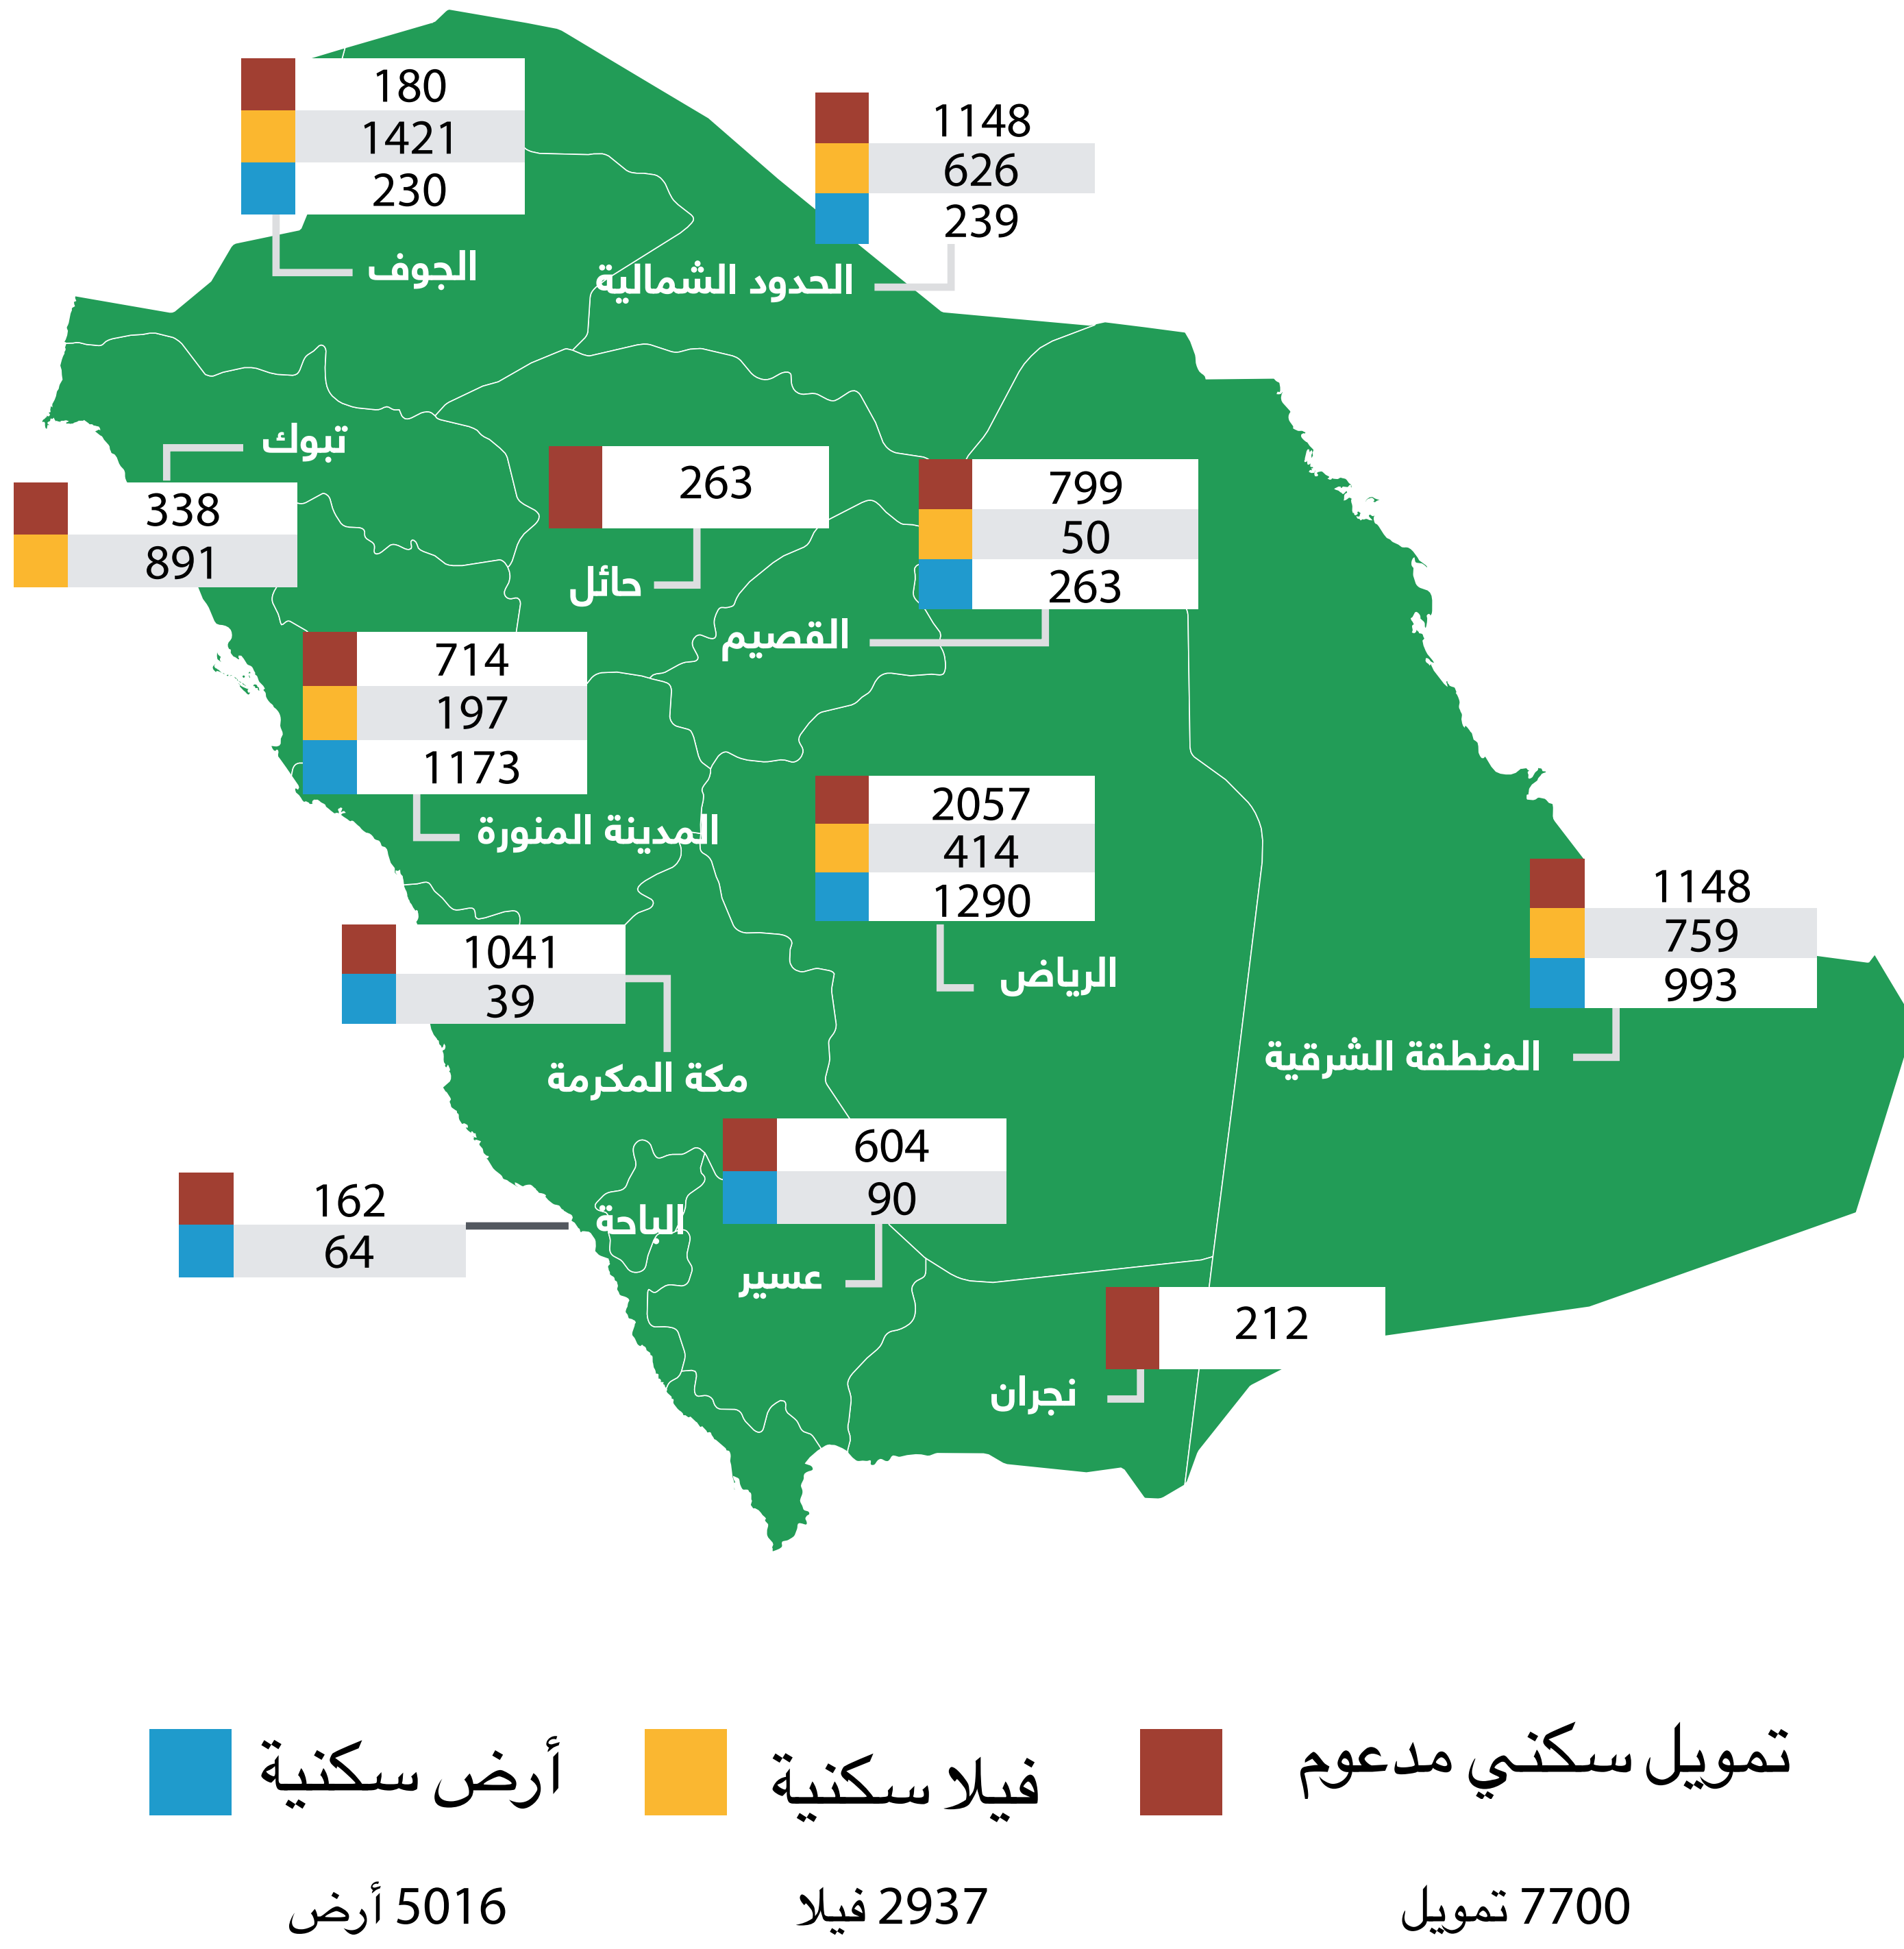 180
1421
230
الجوف
1148
626
239
الحدود الشمالية
تبوك
338
891
263
حائل
799
50
263
القصيم
714
197
1173
المدينة المنورة
2057
414
1290
الرياض
1148
759
993
المنطقة الشرقية
1041
39
مكة المكرمة
604
90
عسير
162
64
الباحة
212
نجران
تمويل سكني مدعوم
فيلا سكنية
أرض سكنية
7700 تمويل
2937 فيلا
5016 أرض